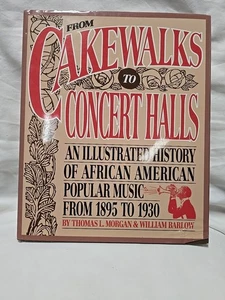 FROM
CAKEWALKS
TO
CONCERT HALLS
AN ILLUSTRATED HISTORY
OF AFRICAN AMERICAN
POPULAR MUSIC
FROM 1895 TO 1930
BY THOMAS L. MORGAN & WILLIAM BARLOW